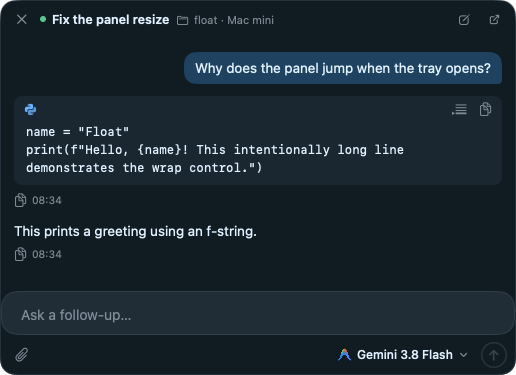 Fix the panel resize float · Mac mini
Why does the panel jump when the tray opens?
name = "Float"
print(f"Hello, {name}! This intentionally long line
demonstrates the wrap control.")
08:34
This prints a greeting using an f-string.
08:34
Ask a follow-up...
Gemini 3.8 Flash